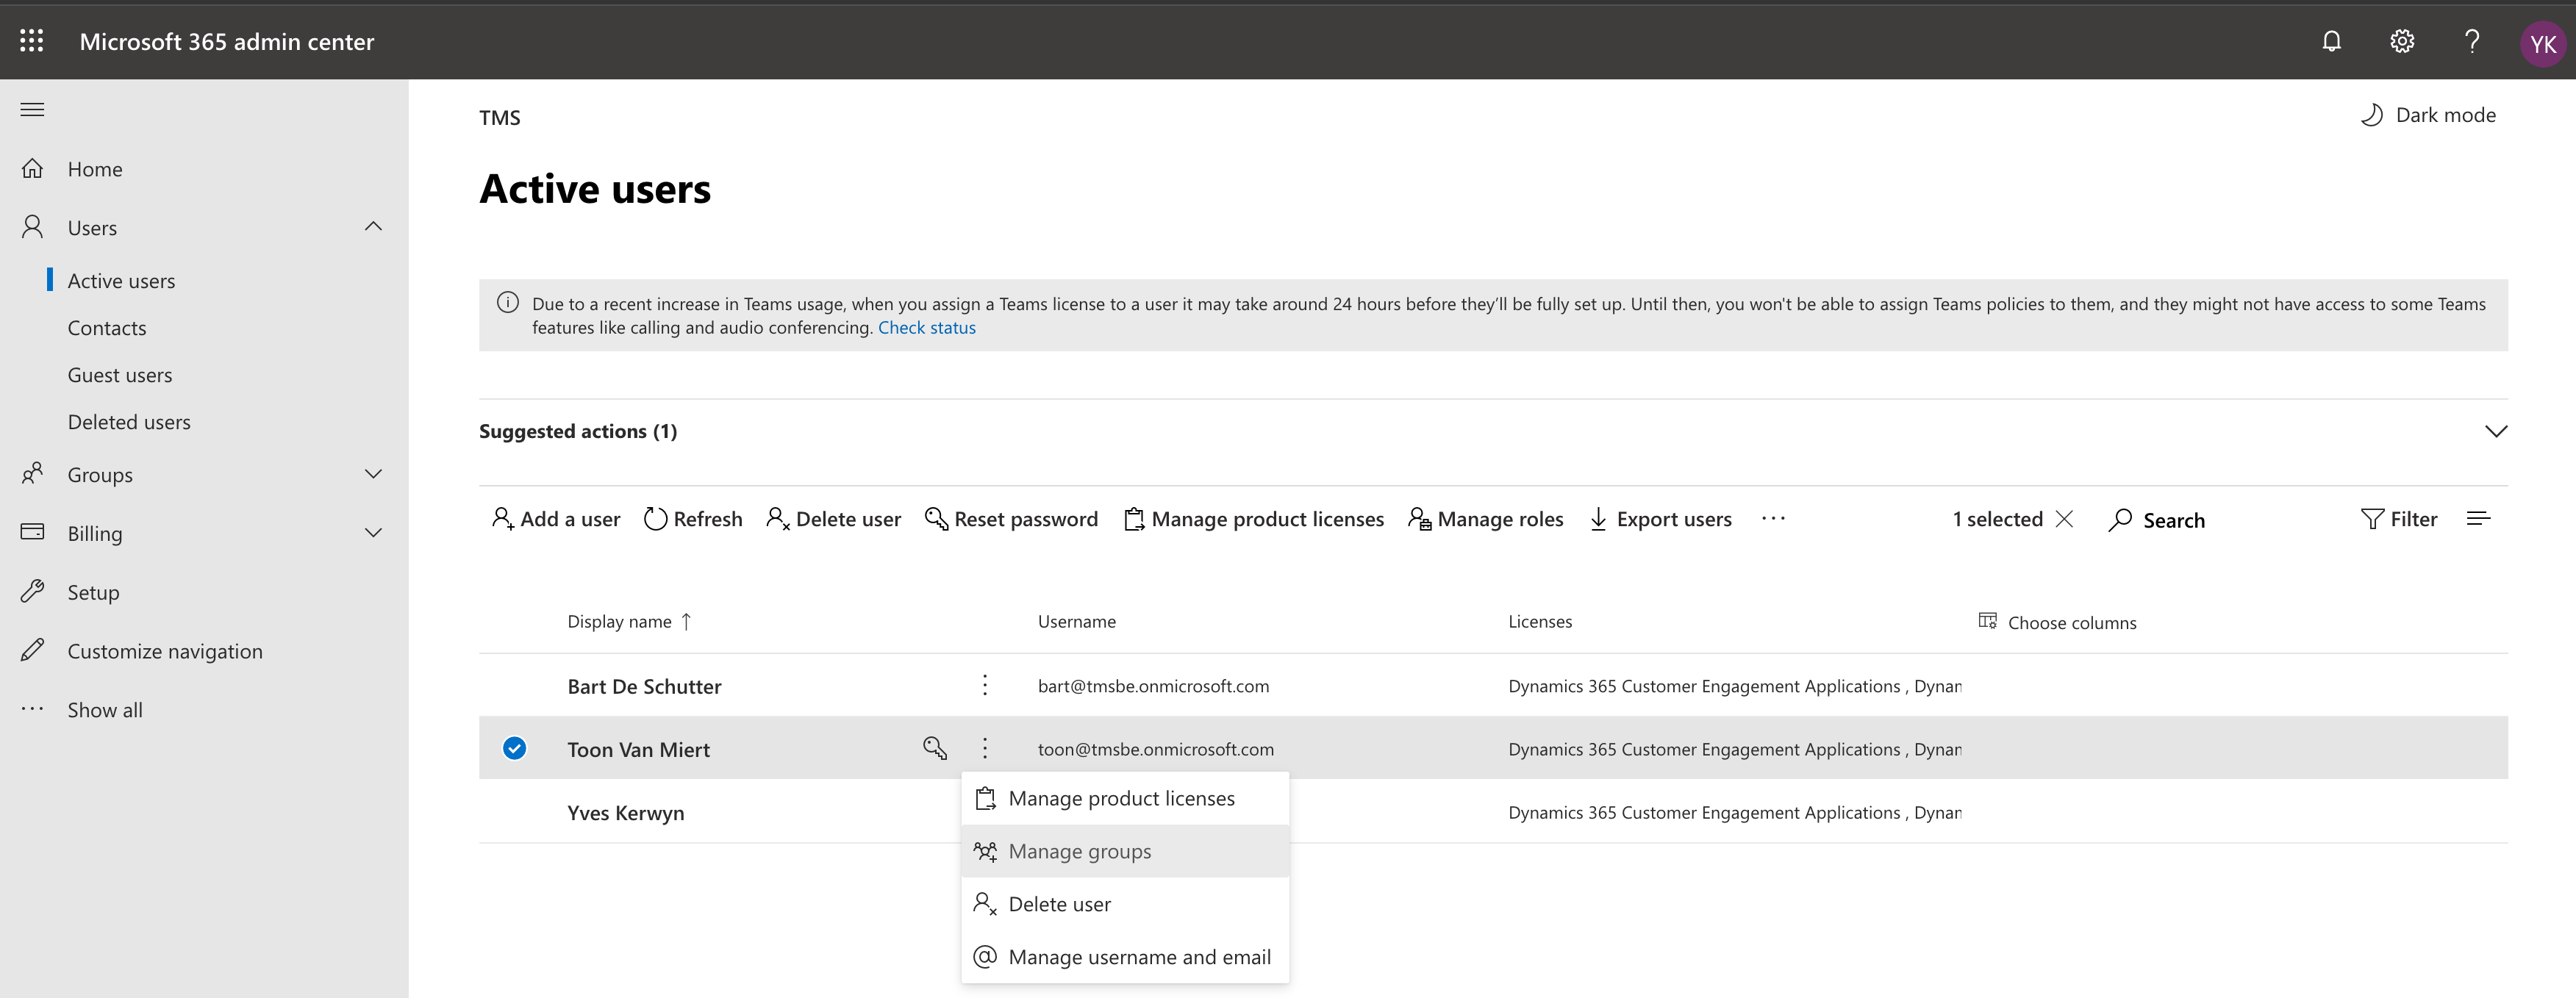 Microsoft 365 admin center
YK
TMS
Dark mode
Home
Users
Active users
Contacts
Guest users
Deleted users
Groups
Billing
Setup
Customize navigation
Show all
Active users
Due to a recent increase in Teams usage, when you assign a Teams license to a user it may take around 24 hours before they'll be fully set up. Until then, you won't be able to assign Teams policies to them, and they might not have access to some Teams
features like calling and audio conferencing. Check status
Suggested actions (1)
Add a user Refresh Delete user Reset password Manage product licenses Manage roles Export users 1 selected Search Filter
Display name ↑ Username Licenses Choose columns
Bart De Schutter bart@tmsbe.onmicrosoft.com Dynamics 365 Customer Engagement Applications , Dynan
Toon Van Miert toon@tmsbe.onmicrosoft.com Dynamics 365 Customer Engagement Applications , Dynan
Yves Kerwyn Dynamics 365 Customer Engagement Applications , Dynan
Manage product licenses
Manage groups
Delete user
Manage username and email